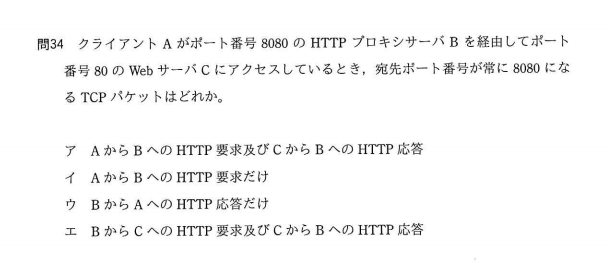 問34 クライアント A がポート番号 8080 の HTTP プロキシサーバ B を経由してポート
番号 80 の Web サーバ C にアクセスしているとき，宛先ポート番号が常に 8080 にな
る TCP パケットはどれか。
ア A から B への HTTP 要求及び C から B への HTTP 応答
イ A から B への HTTP 要求だけ
ウ B から A への HTTP 応答だけ
エ B から C への HTTP 要求及び C から B への HTTP 応答